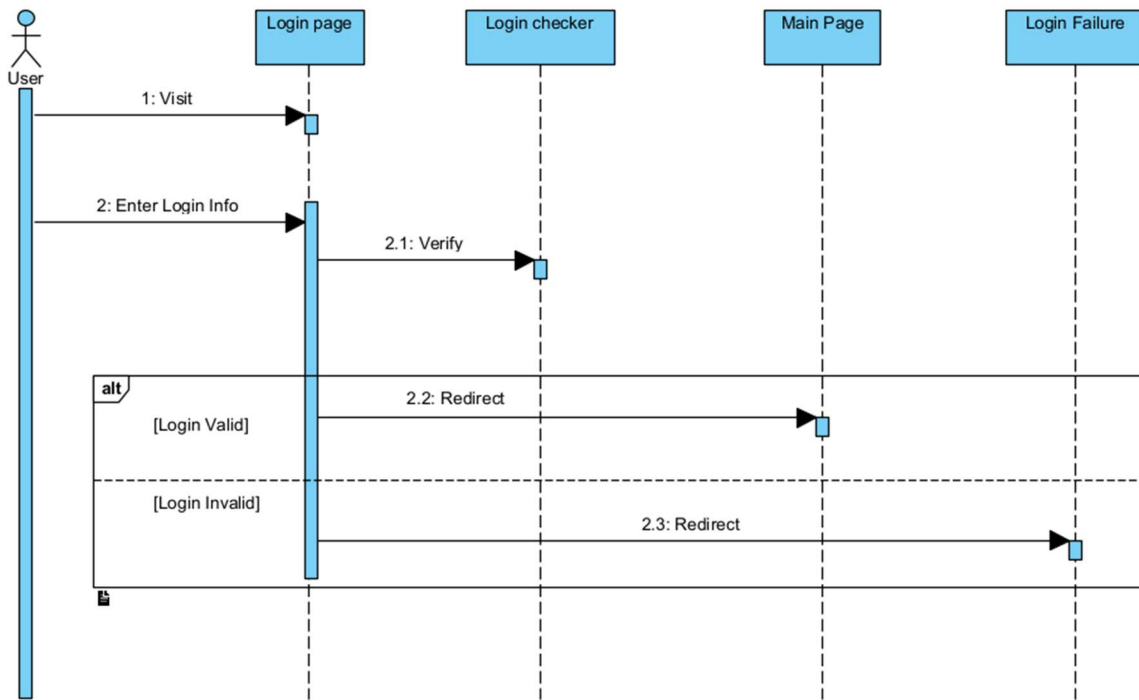 Login page
Login checker
Main Page
Login Failure
User
1: Visit
2: Enter Login Info
2.1: Verify
alt
2.2: Redirect
[Login Valid]
[Login Invalid]
2.3: Redirect